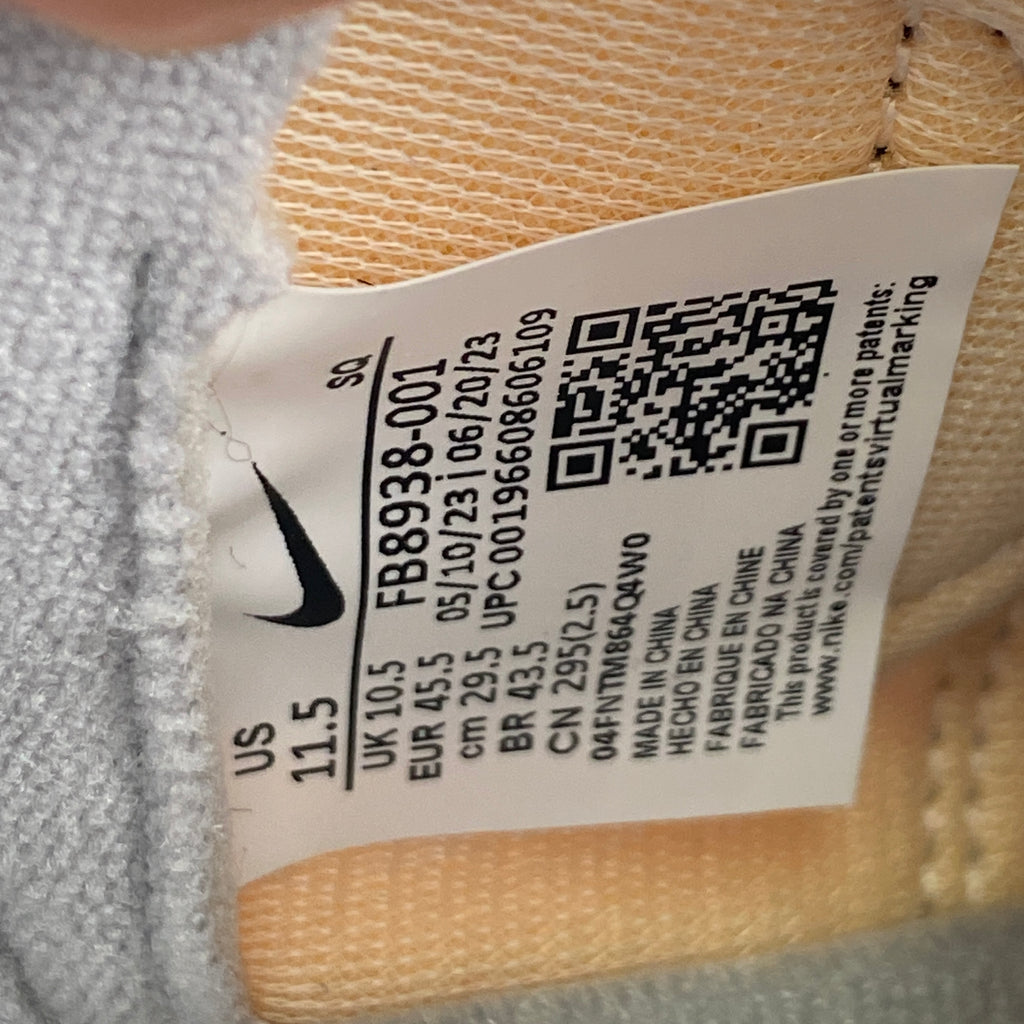 US
11.5
SQ
UK 10.5 FB8938-001
EUR 45.5 05/10/23 | 06/20/23
cm 29.5 UPC 00196608606109
BR 43.5
CN 295(2.5)
04FNTM864Q4W0
MADE IN CHINA
HECHO EN CHINA
FABRIQUE EN CHINE
FABRICADO NA CHINA
This product is covered by one or more patents:
www.nike.com/patentsvirtualmarking